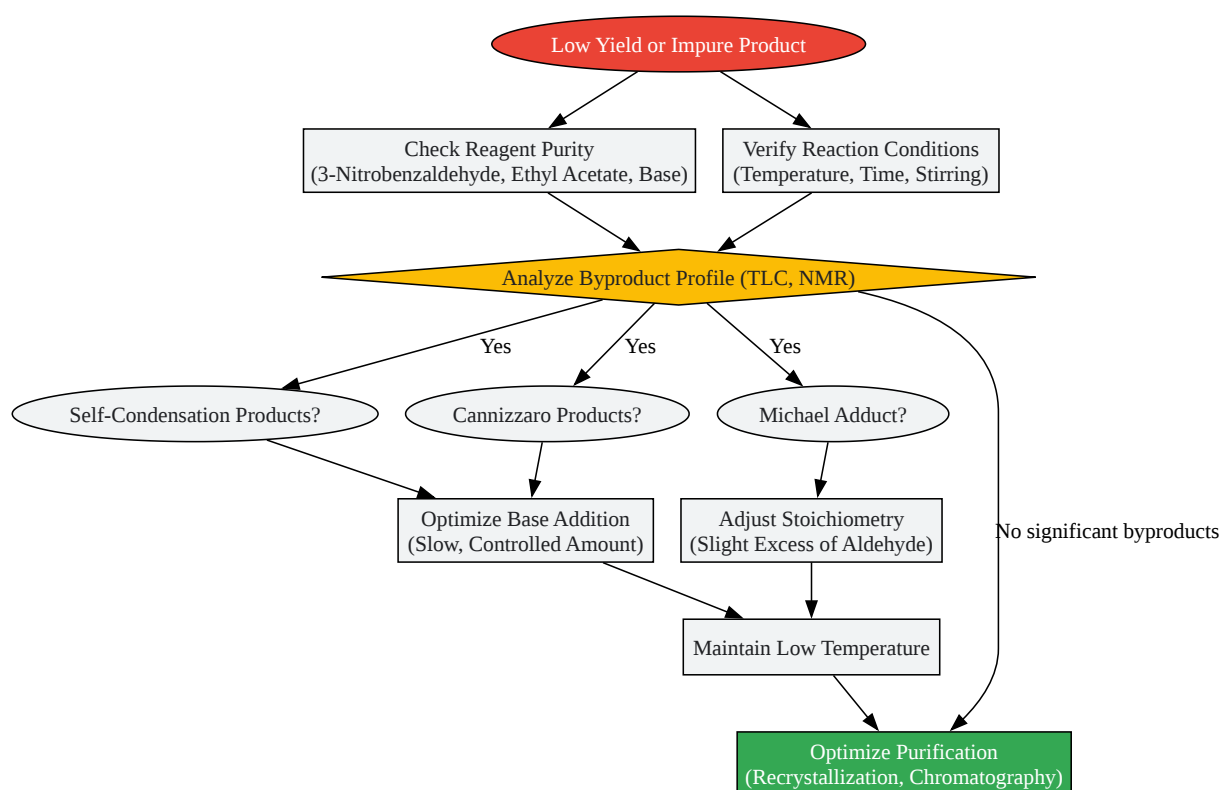 Low Yield or Impure Product
Check Reagent Purity
(3-Nitrobenzaldehyde, Ethyl Acetate, Base)
Verify Reaction Conditions
(Temperature, Time, Stirring)
Analyze Byproduct Profile (TLC, NMR)
Yes
Yes
Yes
Self-Condensation Products?
Cannizzaro Products?
Michael Adduct?
Optimize Base Addition
(Slow, Controlled Amount)
Adjust Stoichiometry
(Slight Excess of Aldehyde)
No significant byproducts
Maintain Low Temperature
Optimize Purification
(Recrystallization, Chromatography)